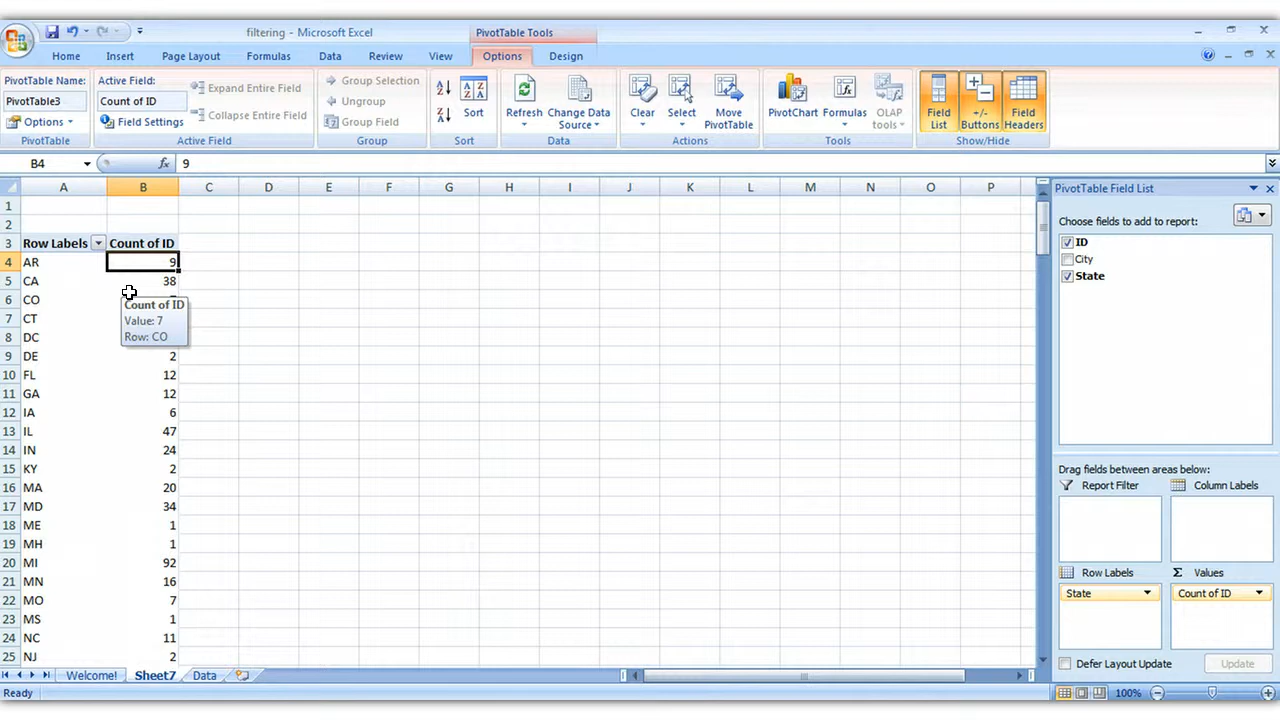 filtering - Microsoft Excel
PivotTable Tools
Home Insert Page Layout Formulas Data Review View Options Design
PivotTable Name:
PivotTable3
Options
PivotTable
Active Field:
Count of ID
Field Settings
Expand Entire Field
Collapse Entire Field
Active Field
Group Selection
Ungroup
Group Field
Group
Sort
Sort
Refresh
Change Data
Source
Data
Clear
Select
Move
PivotTable
Actions
PivotChart
Formulas
OLAP
tools
Tools
Field
List
+/-
Buttons
Field
Headers
Show/Hide
B4 fx 9
A B C D E F G H I J K L M N O P
1
2
3 Row Labels Count of ID
4 AR 9
5 CA 38
6 CO
7 CT
8 DC
9 DE 2
10 FL 12
11 GA 12
12 IA 6
13 IL 47
14 IN 24
15 KY 2
16 MA 20
17 MD 34
18 ME 1
19 MH 1
20 MI 92
21 MN 16
22 MO 7
23 MS 1
24 NC 11
25 NJ 2
Count of ID
Value: 7
Row: CO
PivotTable Field List
Choose fields to add to report:
ID
City
State
Drag fields between areas below:
Report Filter
Column Labels
Row Labels
Σ Values
State
Count of ID
Defer Layout Update
Update
Welcome! Sheet7 Data
Ready
100%